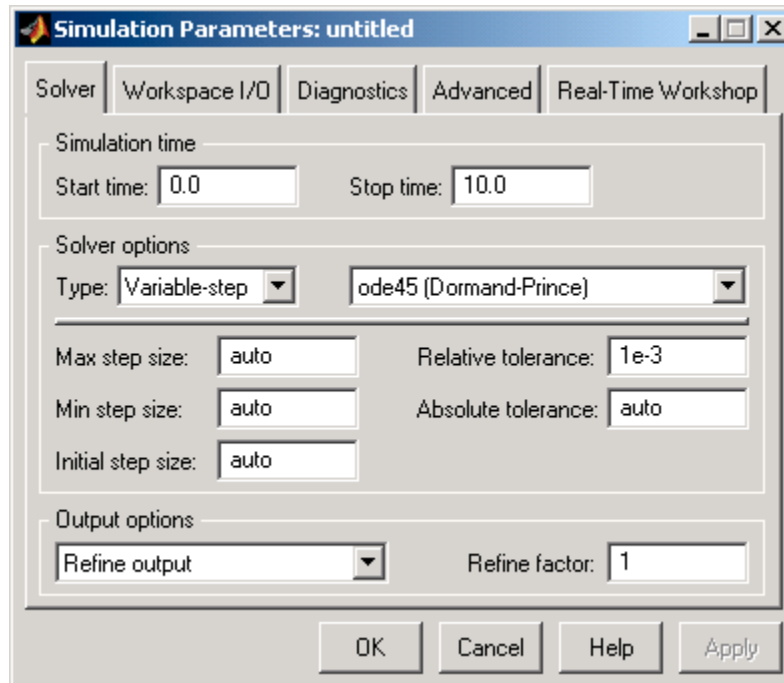 Simulation Parameters: untitled
Solver Workspace I/O Diagnostics Advanced Real-Time Workshop
Simulation time
Start time: 0.0 Stop time: 10.0
Solver options
Type: Variable-step ode45 (Dormand-Prince)
Max step size: auto Relative tolerance: 1e-3
Min step size: auto Absolute tolerance: auto
Initial step size: auto
Output options
Refine output Refine factor: 1
OK Cancel Help Apply